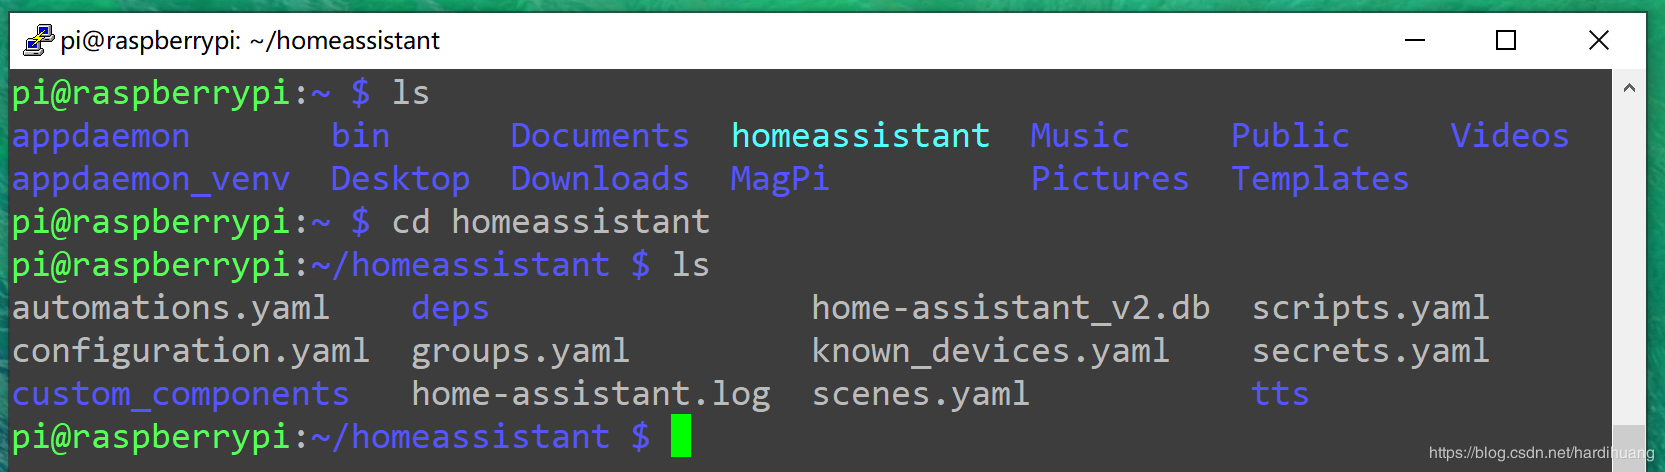 pi@raspberrypi: ~/homeassistant
pi@raspberrypi:~ $ ls
appdaemon bin Documents homeassistant Music Public Videos
appdaemon_venv Desktop Downloads MagPi Pictures Templates
pi@raspberrypi:~ $ cd homeassistant
pi@raspberrypi:~/homeassistant $ ls
automations.yaml deps home-assistant_v2.db scripts.yaml
configuration.yaml groups.yaml known_devices.yaml secrets.yaml
custom_components home-assistant.log scenes.yaml tts
pi@raspberrypi:~/homeassistant $
https://blog.csdn.net/hardihuang